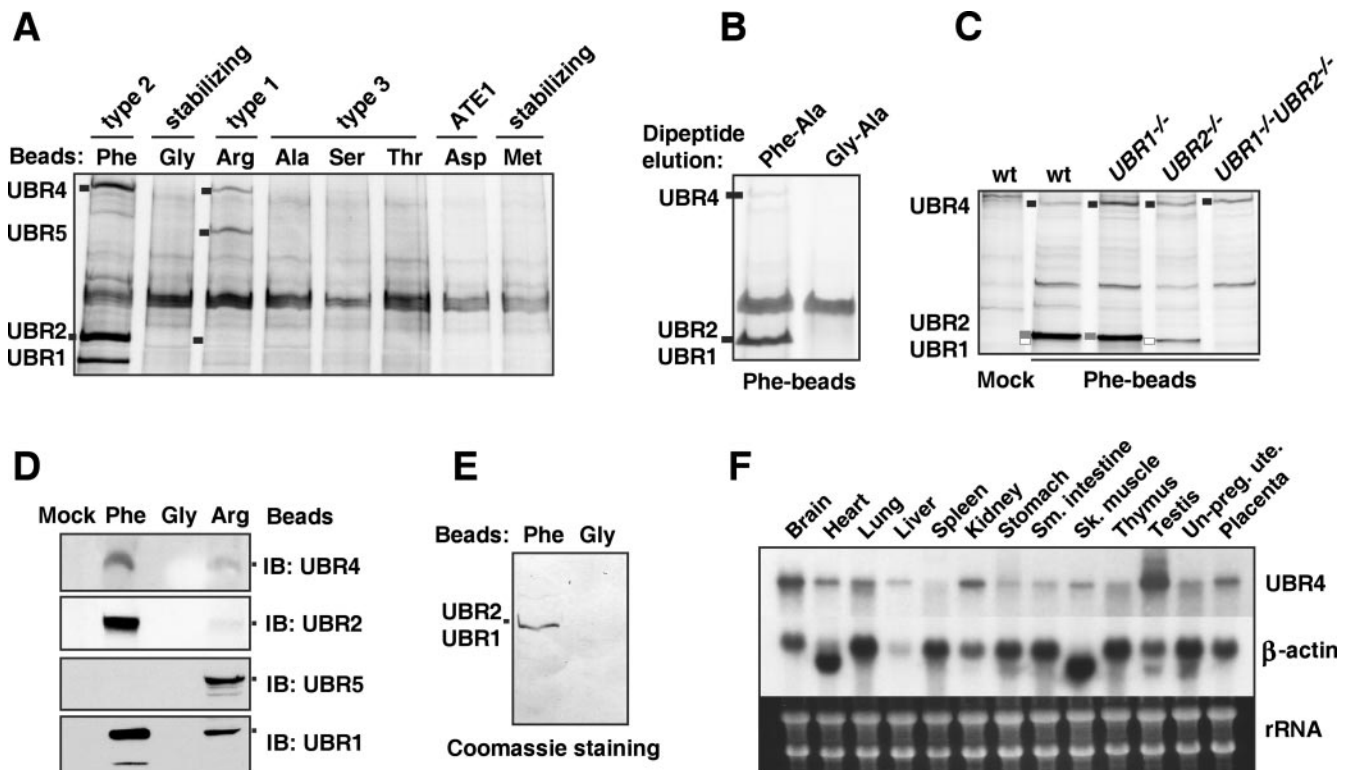 A
type 2 stabilizing type 1 type 3 ATE1 stabilizing
Beads: Phe Gly Arg Ala Ser Thr Asp Met
UBR4
UBR5
UBR2
UBR1
B
Dipeptide
elution:
Phe-Ala Gly-Ala
UBR4
UBR2
UBR1
Phe-beads
C
wt wt UBR1-/- UBR2-/- UBR1-/-UBR2-/-
UBR4
UBR2
UBR1
Mock Phe-beads
D
Mock Phe Gly Arg Beads
IB: UBR4
IB: UBR2
IB: UBR5
IB: UBR1
E
Beads: Phe Gly
UBR2
UBR1
Coomassie staining
F
Brain Heart Lung Liver Spleen Kidney Stomach Sm. intestine Sk. muscle Thymus Testis Un-preg. ute. Placenta
UBR4
β-actin
rRNA